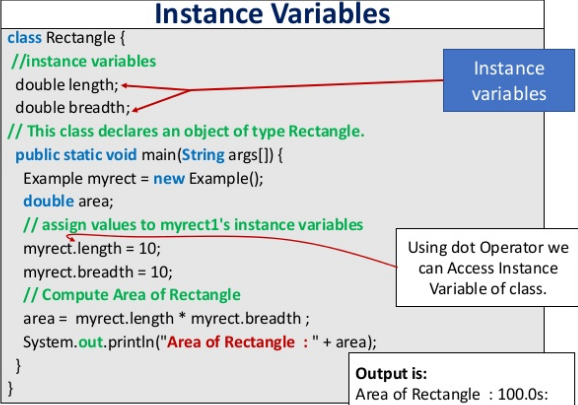 Instance Variables
class Rectangle {
//instance variables
double length;
double breadth;
// This class declares an object of type Rectangle.
public static void main(String args[]) {
Example myrect = new Example();
double area;
// assign values to myrect1's instance variables
myrect.length = 10;
myrect.breadth = 10;
// Compute Area of Rectangle
area =  myrect.length * myrect.breadth ;
System.out.println("Area of Rectangle  : " + area);
}
}
Instance
variables
Using dot Operator we
can Access Instance
Variable of class.
Output is:
Area of Rectangle  : 100.0s: